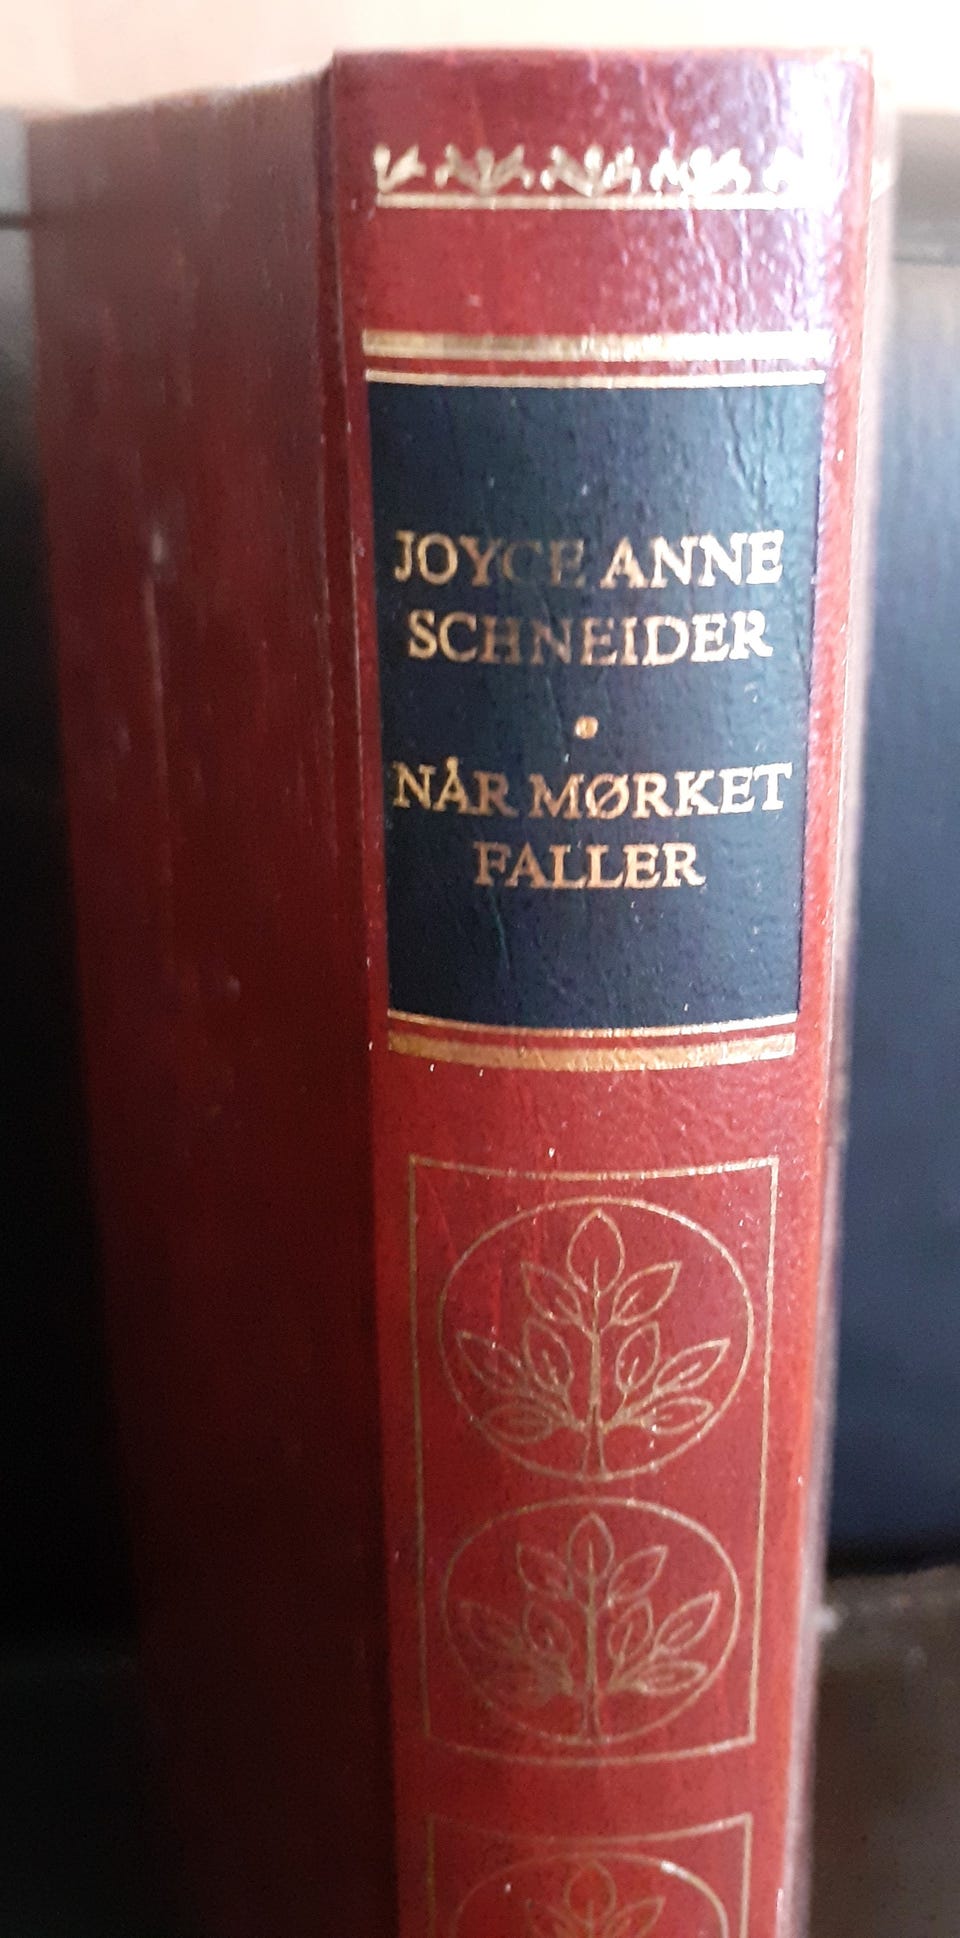 JOYCE ANNE
SCHNEIDER
NÅR MØRKET
FALLER